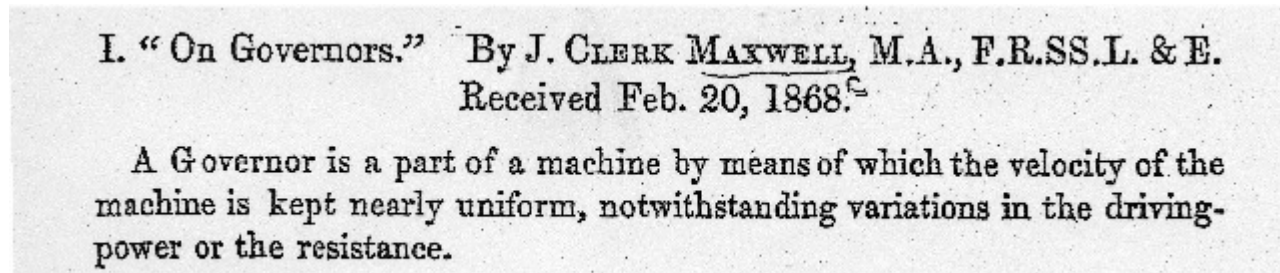 I. “On Governors.” By J. CLERK MAXWELL, M.A., F.R.SS.L. & E.
Received Feb. 20, 1868.
A Governor is a part of a machine by means of which the velocity of the
machine is kept nearly uniform, notwithstanding variations in the driving-
power or the resistance.